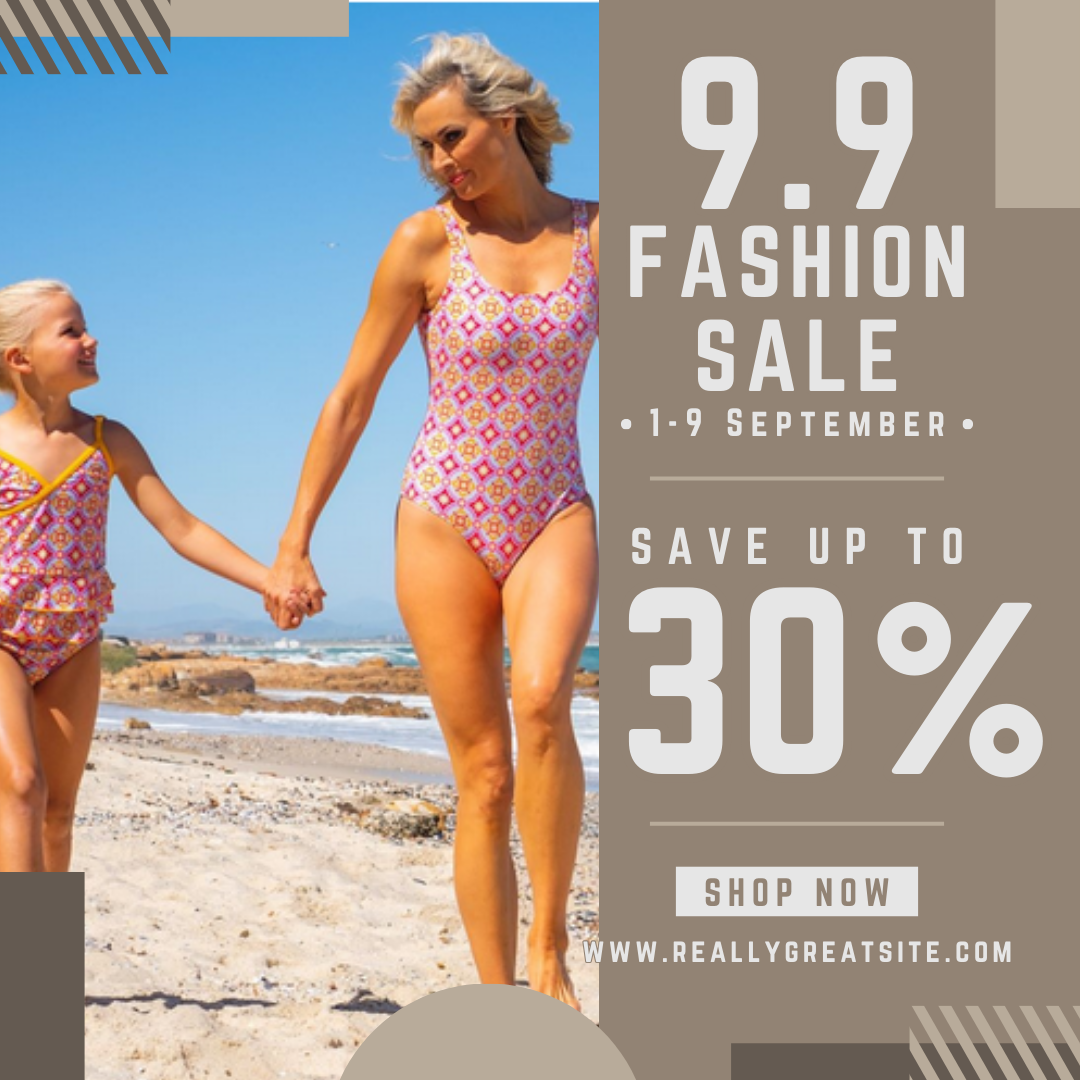 9.9
FASHION
SALE
• 1-9 SEPTEMBER •
SAVE UP TO
30%
SHOP NOW
WWW.REALLYGREATSITE.COM